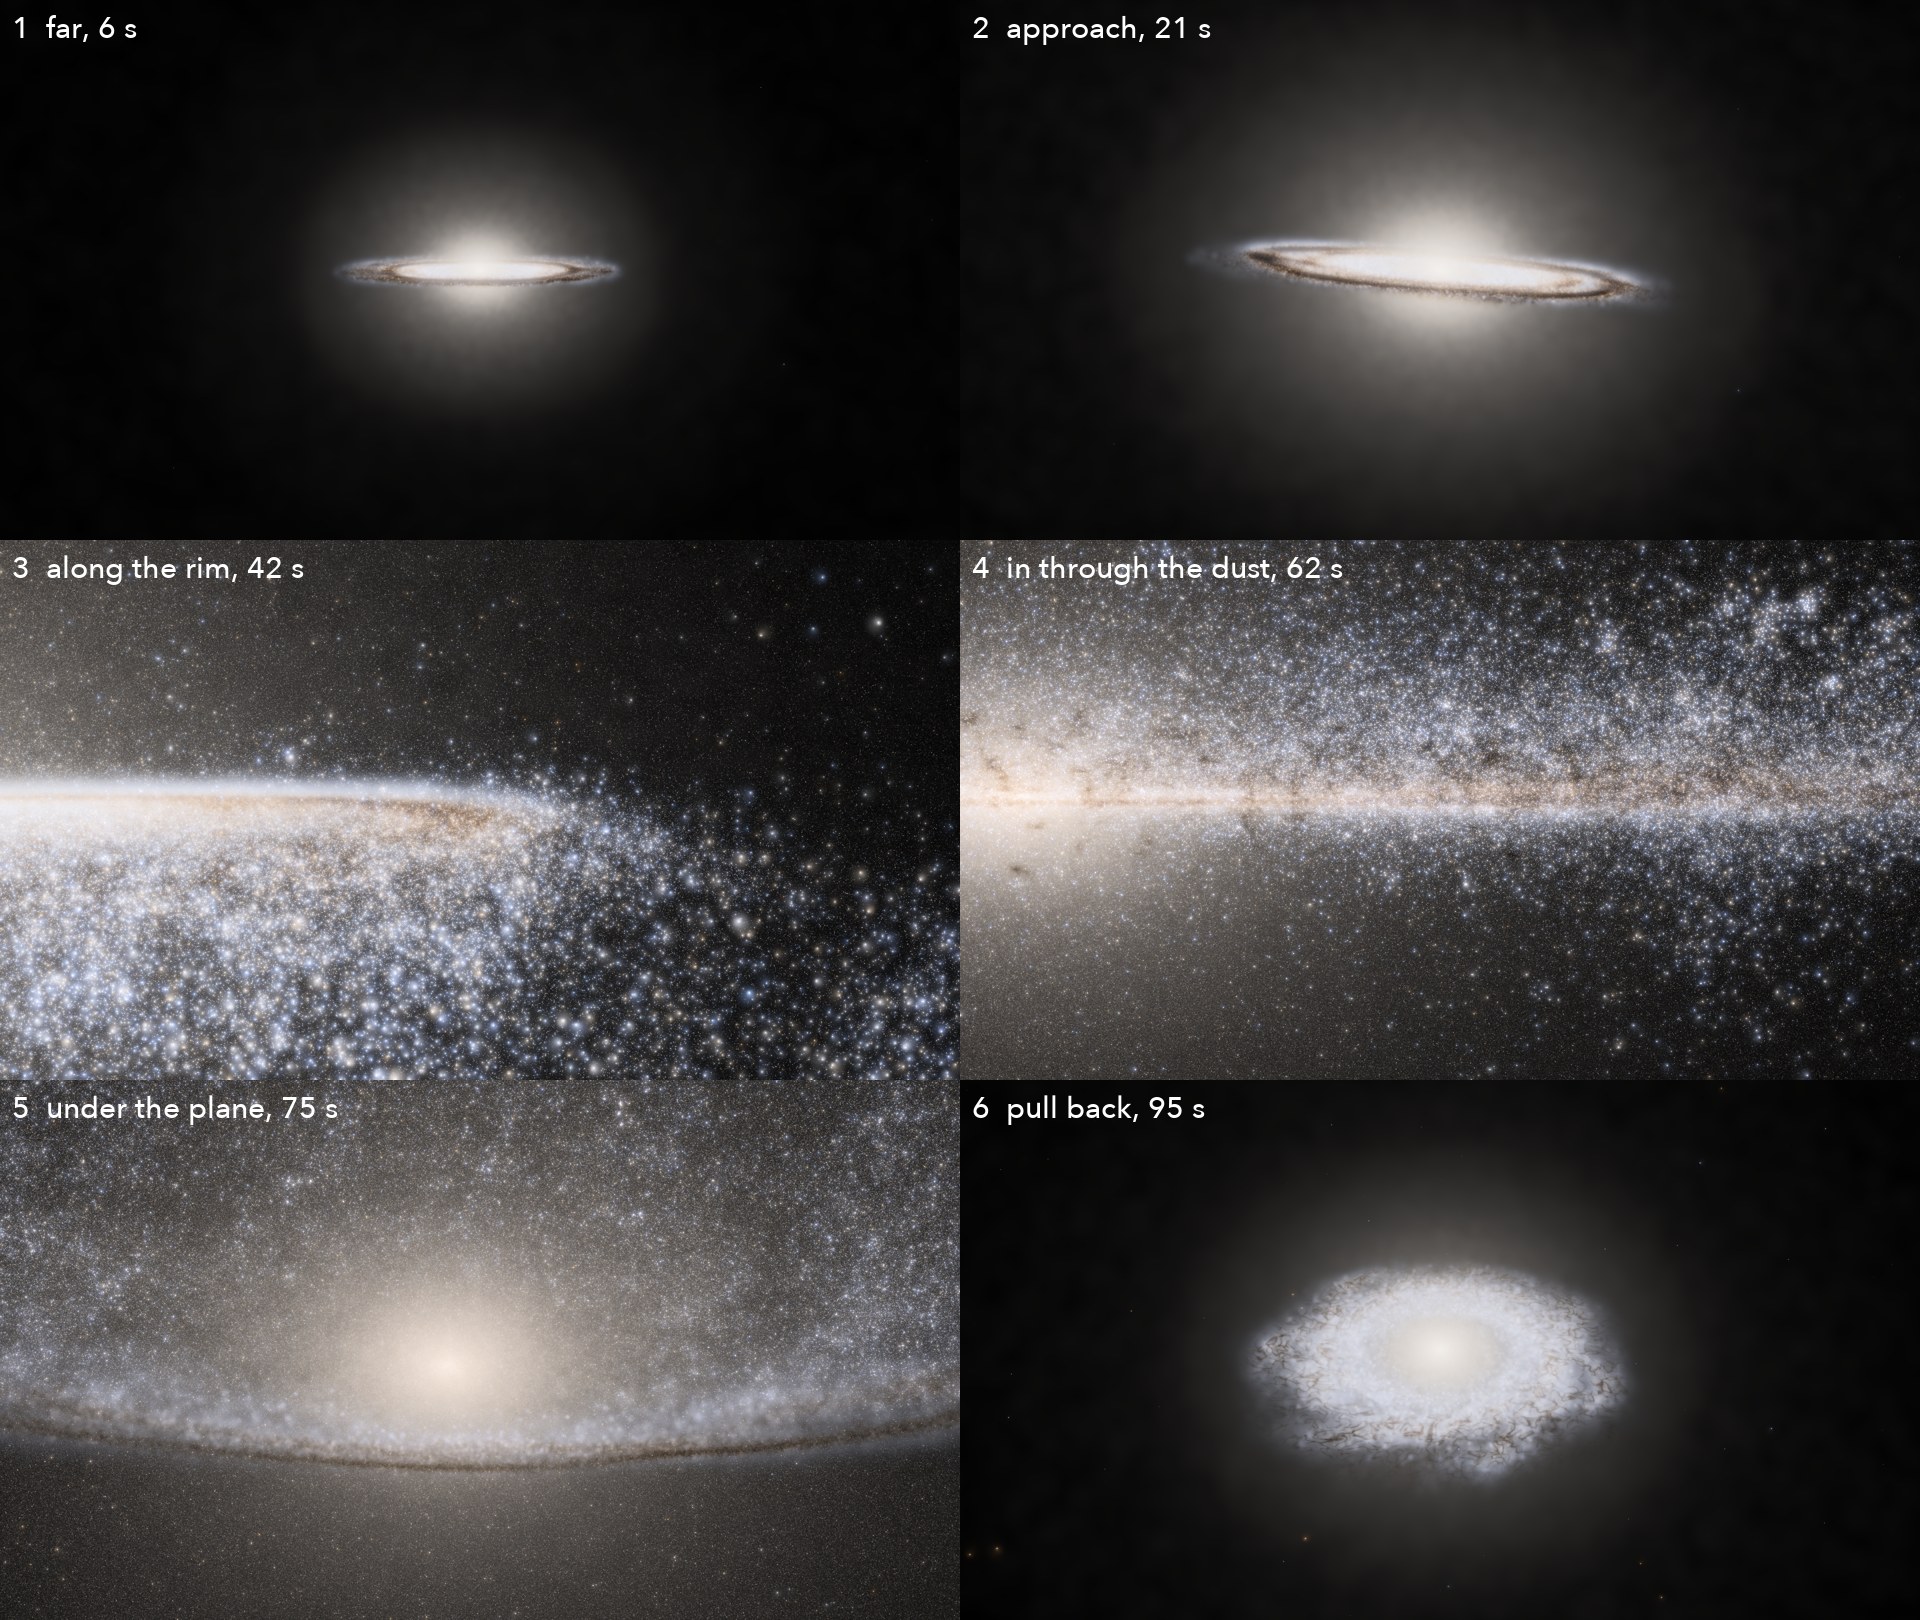 1 far, 6 s
2 approach, 21 s
3 along the rim, 42 s
4 in through the dust, 62 s
5 under the plane, 75 s
6 pull back, 95 s